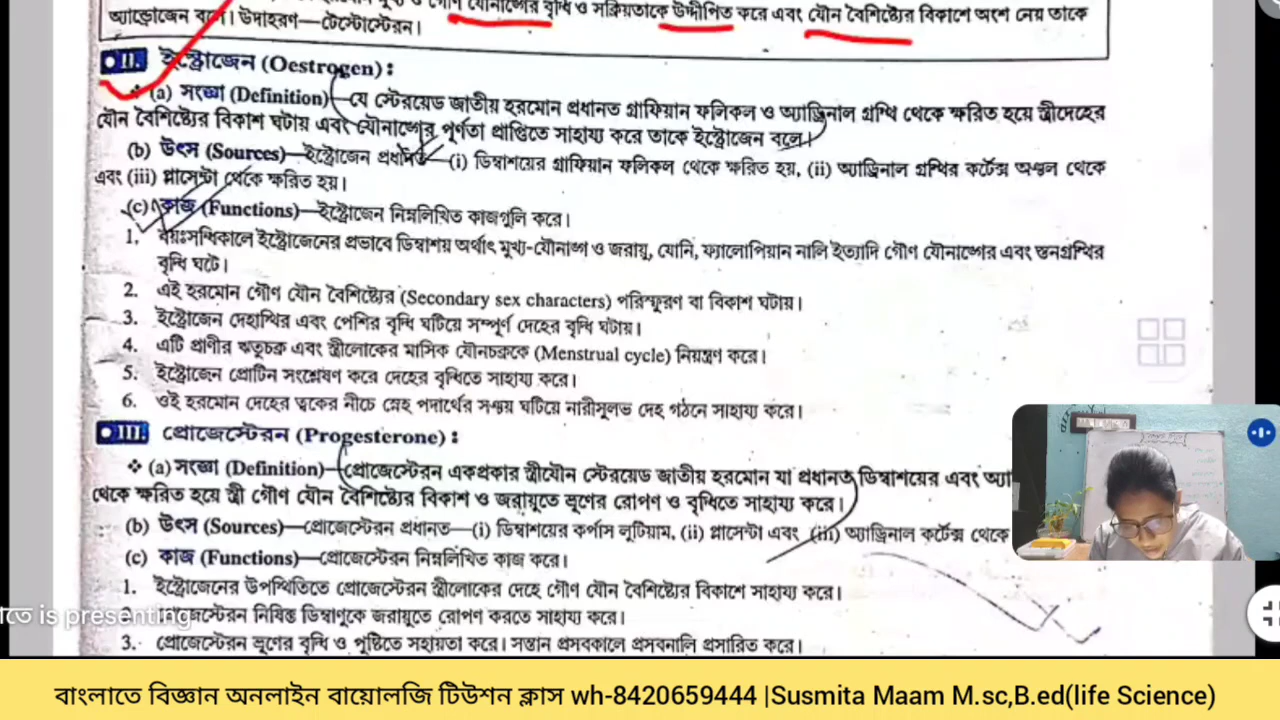 যৌনাঙ্গের বৃদ্ধি ও সক্রিয়তাকে উদ্দীপিত করে এবং যৌন বৈশিষ্ট্যের বিকাশে অংশ নেয় তাকে
অ্যান্ড্রোজেন বলে। উদাহরণ—টেস্টোস্টেরন।
II. ইস্ট্রোজেন (Oestrogen) :
❖ (a) সংজ্ঞা (Definition)—যে স্টেরয়েড জাতীয় হরমোন প্রধানত গ্রাফিয়ান ফলিকল ও অ্যাড্রিনাল গ্রন্থি থেকে ক্ষরিত হয়ে স্ত্রীদেহের
যৌন বৈশিষ্ট্যের বিকাশ ঘটায় এবং যৌনাঙ্গের পূর্ণতা প্রাপ্তিতে সাহায্য করে তাকে ইস্ট্রোজেন বলে।
(b) উৎস (Sources)—ইস্ট্রোজেন প্রধানত—(i) ডিম্বাশয়ের গ্রাফিয়ান ফলিকল থেকে ক্ষরিত হয়, (ii) অ্যাড্রিনাল গ্রন্থির কর্টেক্স অঞ্চল থেকে
এবং (iii) প্লাসেন্টা থেকে ক্ষরিত হয়।
(c) কাজ (Functions)—ইস্ট্রোজেন নিম্নলিখিত কাজগুলি করে।
1. বয়ঃসন্ধিকালে ইস্ট্রোজেনের প্রভাবে ডিম্বাশয় অর্থাৎ মুখ্য-যৌনাঙ্গ ও জরায়ু, যোনি, ফ্যালোপিয়ান নালি ইত্যাদি গৌণ যৌনাঙ্গের এবং স্তনগ্রন্থির
বৃদ্ধি ঘটে।
2. এই হরমোন গৌণ যৌন বৈশিষ্ট্যের (Secondary sex characters) পরিস্ফুরণ বা বিকাশ ঘটায়।
3. ইস্ট্রোজেন দেহাস্থির এবং পেশির বৃদ্ধি ঘটিয়ে সম্পূর্ণ দেহের বৃদ্ধি ঘটায়।
4. এটি প্রাণীর ঋতুচক্র এবং স্ত্রীলোকের মাসিক যৌনচক্রকে (Menstrual cycle) নিয়ন্ত্রণ করে।
5. ইস্ট্রোজেন প্রোটিন সংশ্লেষণ করে দেহের বৃদ্ধিতে সাহায্য করে।
6. ওই হরমোন দেহের ত্বকের নীচে স্নেহ পদার্থের সঞ্চয় ঘটিয়ে নারীসুলভ দেহ গঠনে সাহায্য করে।
III. প্রোজেস্টেরন (Progesterone) :
❖ (a) সংজ্ঞা (Definition)—প্রোজেস্টেরন একপ্রকার স্ত্রীযৌন স্টেরয়েড জাতীয় হরমোন যা প্রধানত ডিম্বাশয়ের এবং
থেকে ক্ষরিত হয়ে স্ত্রী গৌণ যৌন বৈশিষ্ট্যের বিকাশ ও জরায়ুতে ভ্রূণের রোপণ ও বৃদ্ধিতে সাহায্য করে।
(b) উৎস (Sources)—প্রোজেস্টেরন প্রধানত—(i) ডিম্বাশয়ের কর্পাস লুটিয়াম, (ii) প্লাসেন্টা এবং (iii) অ্যাড্রিনাল কর্টেক্স থেকে
(c) কাজ (Functions)—প্রোজেস্টেরন নিম্নলিখিত কাজ করে।
1. ইস্ট্রোজেনের উপস্থিতিতে প্রোজেস্টেরন স্ত্রীলোকের দেহে গৌণ যৌন বৈশিষ্ট্যের বিকাশে সাহায্য করে।
প্রোজেস্টেরন নিষিক্ত ডিম্বাণুকে জরায়ুতে রোপণ করতে সাহায্য করে।
is presenting
3. প্রোজেস্টেরন ভ্রূণের বৃদ্ধি ও পুষ্টিতে সহায়তা করে। সন্তান প্রসবকালে প্রসবনালি প্রসারিত করে।
বাংলাতে বিজ্ঞান অনলাইন বায়োলজি টিউশন ক্লাস wh-8420659444 |Susmita Maam M.sc,B.ed(life Science)